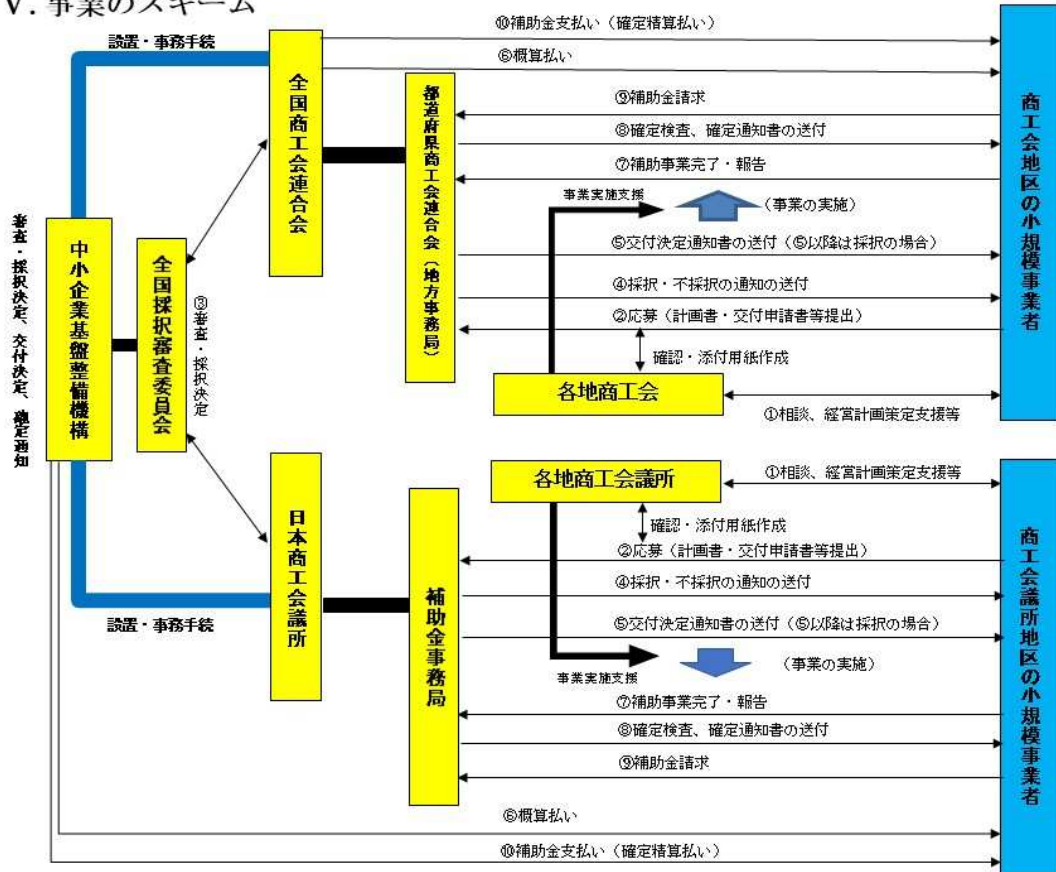 Ⅴ.事業のスキーム
設置・事務手続
⑩補助金支払い（確定精算払い）
⑥概算払い
全国商工会連合会
都道府県商工会連合会（地方事務局）
商工会地区の小規模事業者
⑨補助金請求
⑧確定検査、確定通知書の送付
⑦補助事業完了・報告
事業実施支援
（事業の実施）
⑤交付決定通知書の送付（⑤以降は採択の場合）
④採択・不採択の通知の送付
②応募（計画書・交付申請書等提出）
確認・添付用紙作成
各地商工会
①相談、経営計画策定支援等
審査・採択決定、交付決定、確定通知
中小企業基盤整備機構
全国採択審査委員会
③審査・採択決定
各地商工会議所
①相談、経営計画策定支援等
確認・添付用紙作成
②応募（計画書・交付申請書等提出）
④採択・不採択の通知の送付
⑤交付決定通知書の送付（⑤以降は採択の場合）
事業実施支援
（事業の実施）
日本商工会議所
補助金事務局
商工会議所地区の小規模事業者
設置・事務手続
⑦補助事業完了・報告
⑧確定検査、確定通知書の送付
⑨補助金請求
⑥概算払い
⑩補助金支払い（確定精算払い）